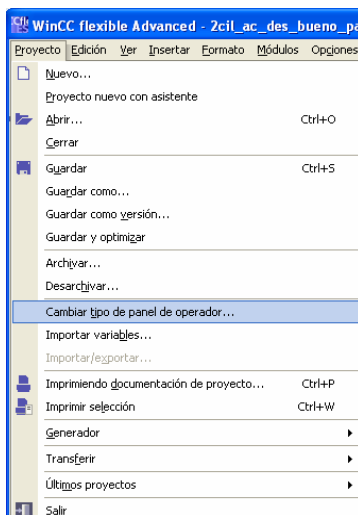 WinCC flexible Advanced - 2cil_ac_des_bueno_pa
Proyecto Edición Ver Insertar Formato Módulos Opciones
Nuevo...
Proyecto nuevo con asistente
Abrir... Ctrl+O
Cerrar
Guardar Ctrl+S
Guardar como...
Guardar como versión...
Guardar y optimizar
Archivar...
Desarchivar...
Cambiar tipo de panel de operador...
Importar variables...
Importar/exportar...
Imprimiendo documentación de proyecto... Ctrl+P
Imprimir selección Ctrl+W
Generador
Transferir
Últimos proyectos
Salir